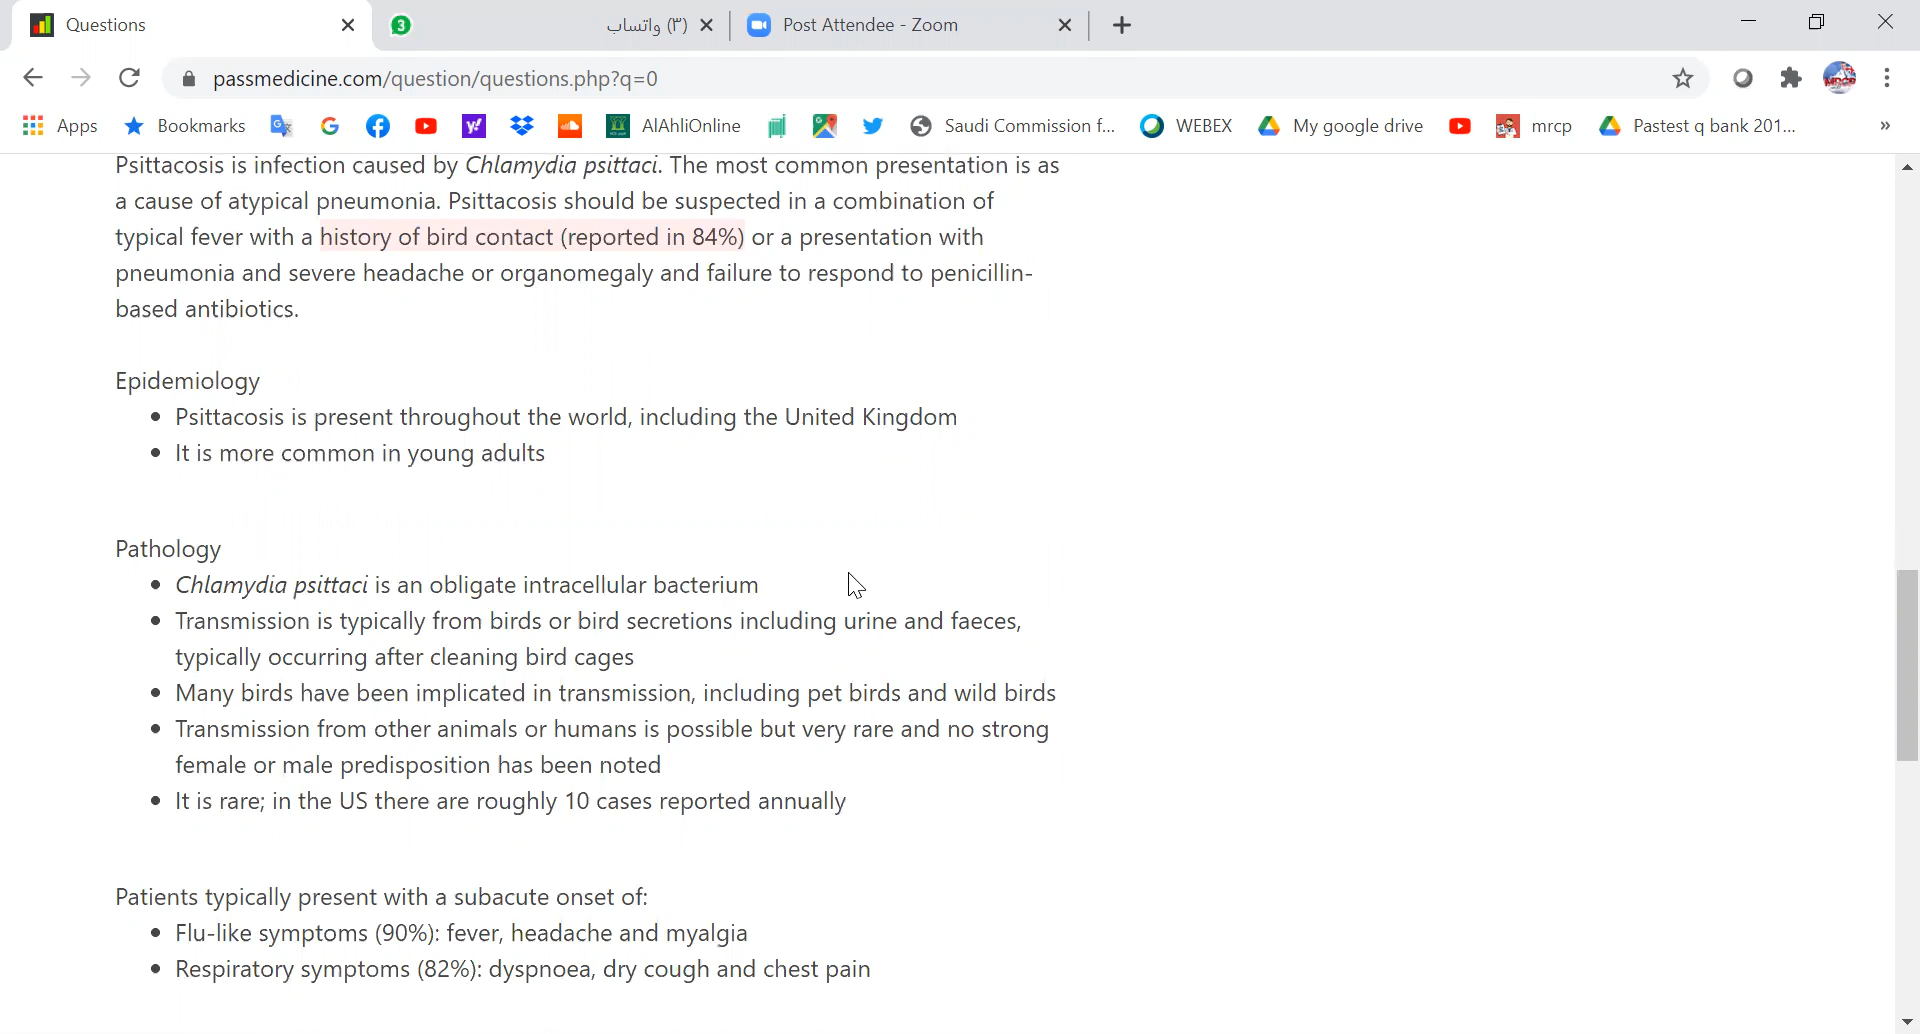 Questions
3
(٣) واتساب
Post Attendee - Zoom
passmedicine.com/question/questions.php?q=0
Apps
Bookmarks
AlAhliOnline
Saudi Commission f...
WEBEX
My google drive
mrcp
Pastest q bank 201...
Psittacosis is infection caused by Chlamydia psittaci. The most common presentation is as
a cause of atypical pneumonia. Psittacosis should be suspected in a combination of
typical fever with a history of bird contact (reported in 84%) or a presentation with
pneumonia and severe headache or organomegaly and failure to respond to penicillin-
based antibiotics.
Epidemiology
Psittacosis is present throughout the world, including the United Kingdom
It is more common in young adults
Pathology
Chlamydia psittaci is an obligate intracellular bacterium
Transmission is typically from birds or bird secretions including urine and faeces,
typically occurring after cleaning bird cages
Many birds have been implicated in transmission, including pet birds and wild birds
Transmission from other animals or humans is possible but very rare and no strong
female or male predisposition has been noted
It is rare; in the US there are roughly 10 cases reported annually
Patients typically present with a subacute onset of:
Flu-like symptoms (90%): fever, headache and myalgia
Respiratory symptoms (82%): dyspnoea, dry cough and chest pain